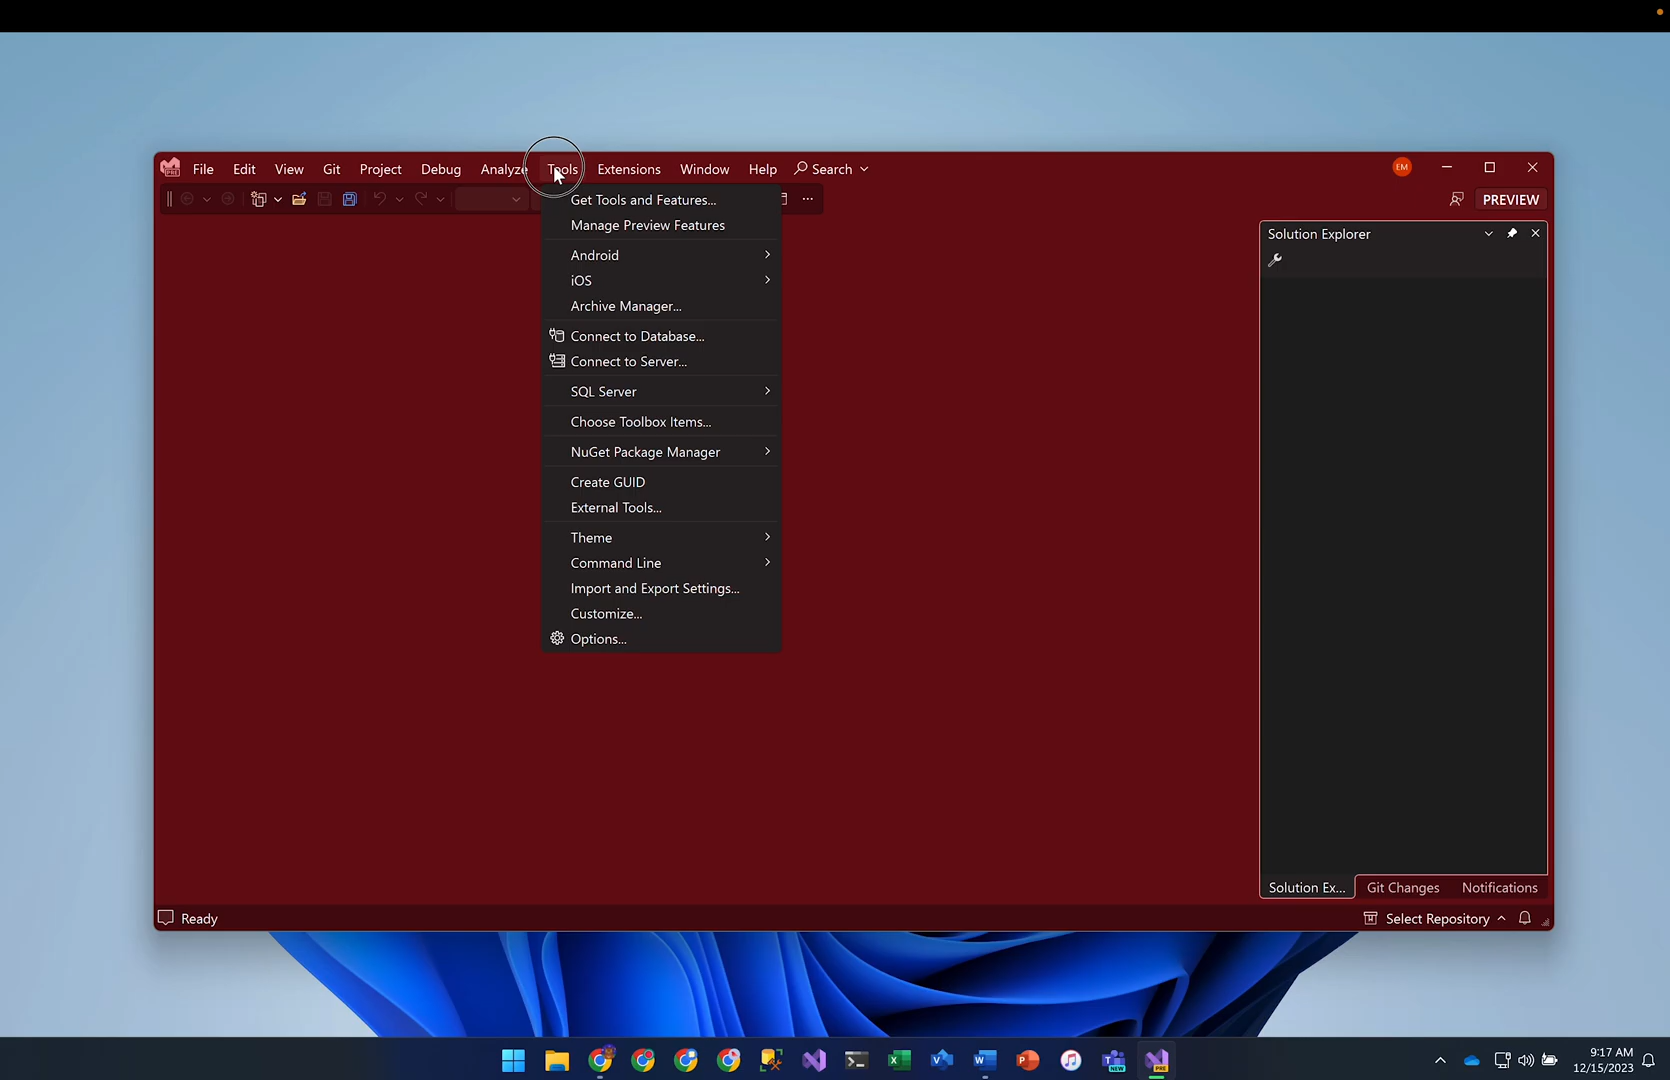 File Edit View Git Project Debug Analyze Tools Extensions Window Help Search
EM
PREVIEW
Get Tools and Features...
Manage Preview Features
Android
iOS
Archive Manager...
Connect to Database...
Connect to Server...
SQL Server
Choose Toolbox Items...
NuGet Package Manager
Create GUID
External Tools...
Theme
Command Line
Import and Export Settings...
Customize...
Options...
Solution Explorer
Solution Ex... Git Changes Notifications
Ready
Select Repository
9:17 AM
12/15/2023